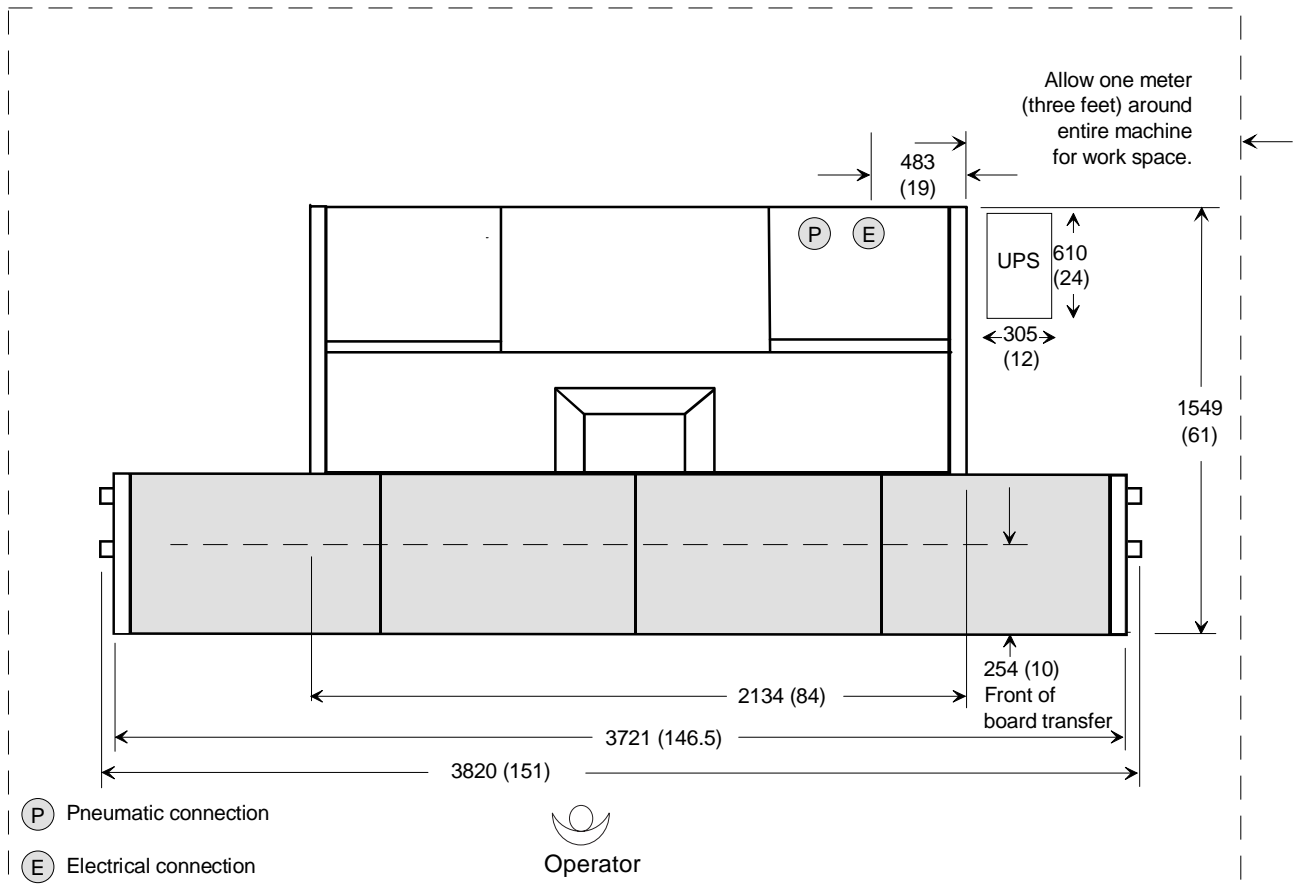 Allow one meter
(three feet) around
entire machine
for work space.
483
(19)
P
E
UPS
610
(24)
305
(12)
1549
(61)
254 (10)
Front of
board transfer
2134 (84)
3721 (146.5)
3820 (151)
P Pneumatic connection
E Electrical connection
Operator